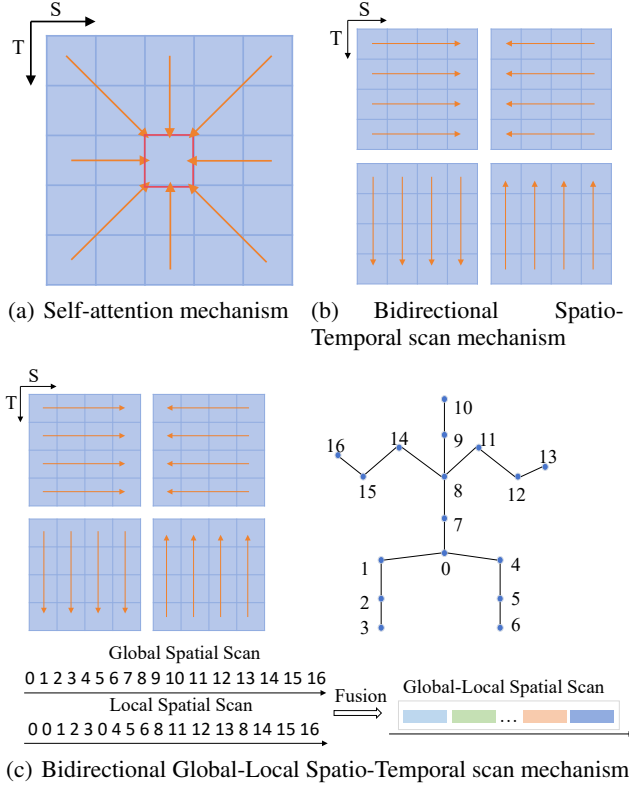 S
T
(a) Self-attention mechanism
S
T
(b) Bidirectional Spatio-
Temporal scan mechanism
S
T
10
9
11
14
16
13
15
8
12
7
1
0
4
2
5
3
6
Global Spatial Scan
0 1 2 3 4 5 6 7 8 9 10 11 12 13 14 15 16
Local Spatial Scan
0 0 1 2 3 0 4 5 6 8 11 12 13 8 14 15 16
Fusion
Global-Local Spatial Scan
...
(c) Bidirectional Global-Local Spatio-Temporal scan mechanism